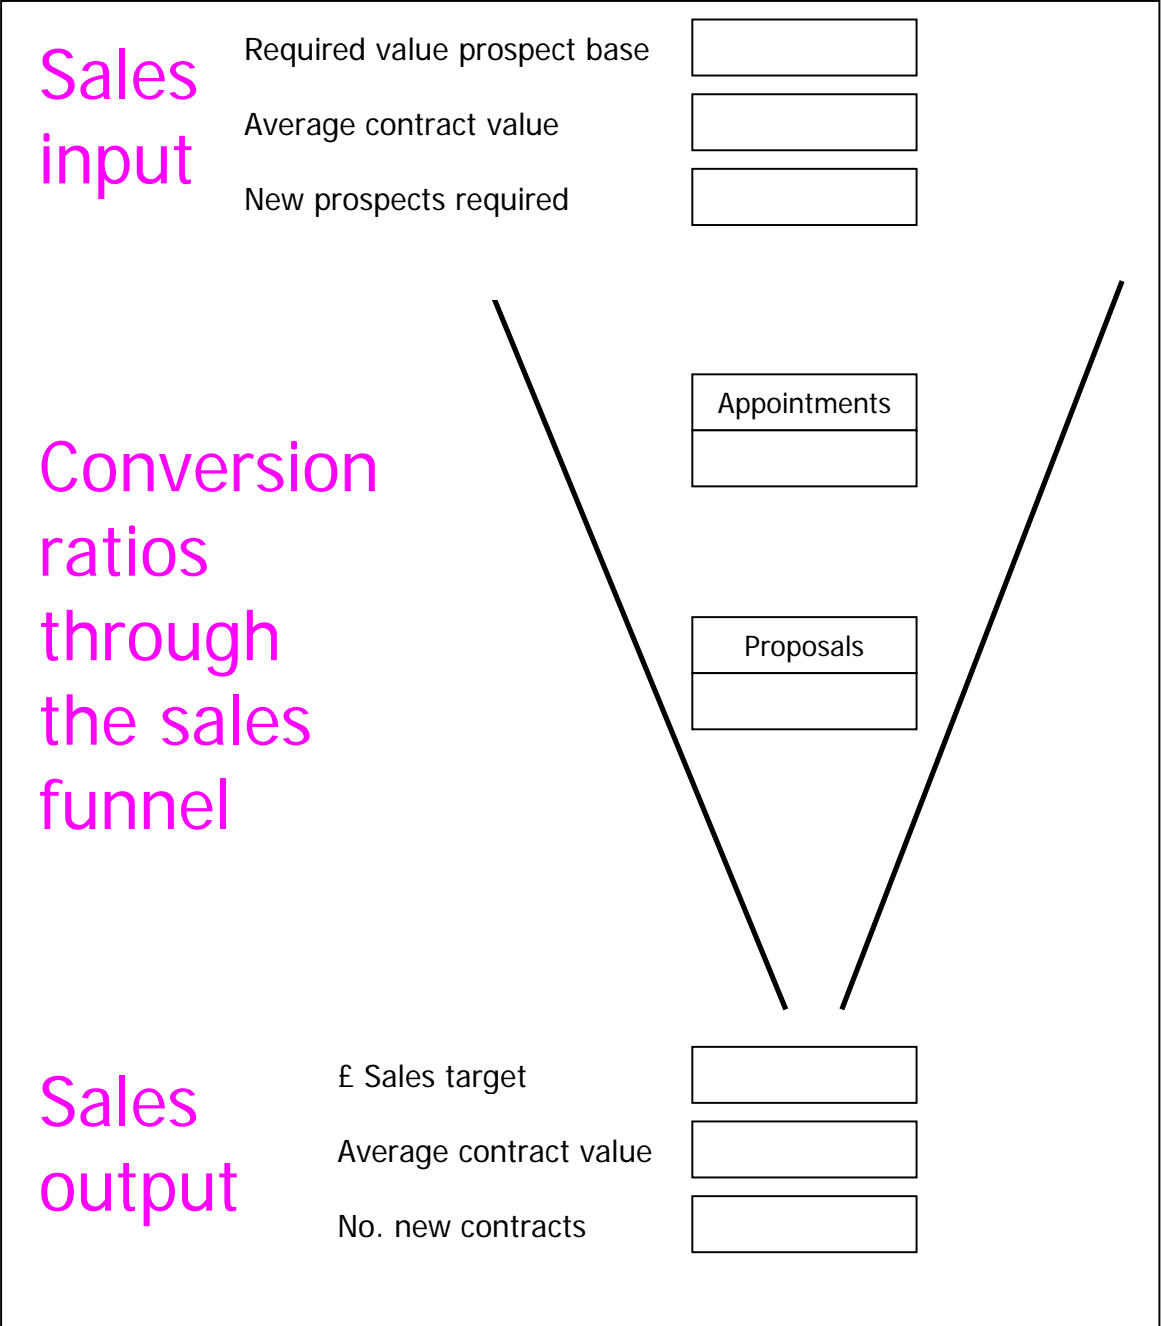 Sales
input
Required value prospect base
Average contract value
New prospects required
Conversion
ratios
through
the sales
funnel
Appointments
Proposals
Sales
output
£ Sales target
Average contract value
No. new contracts